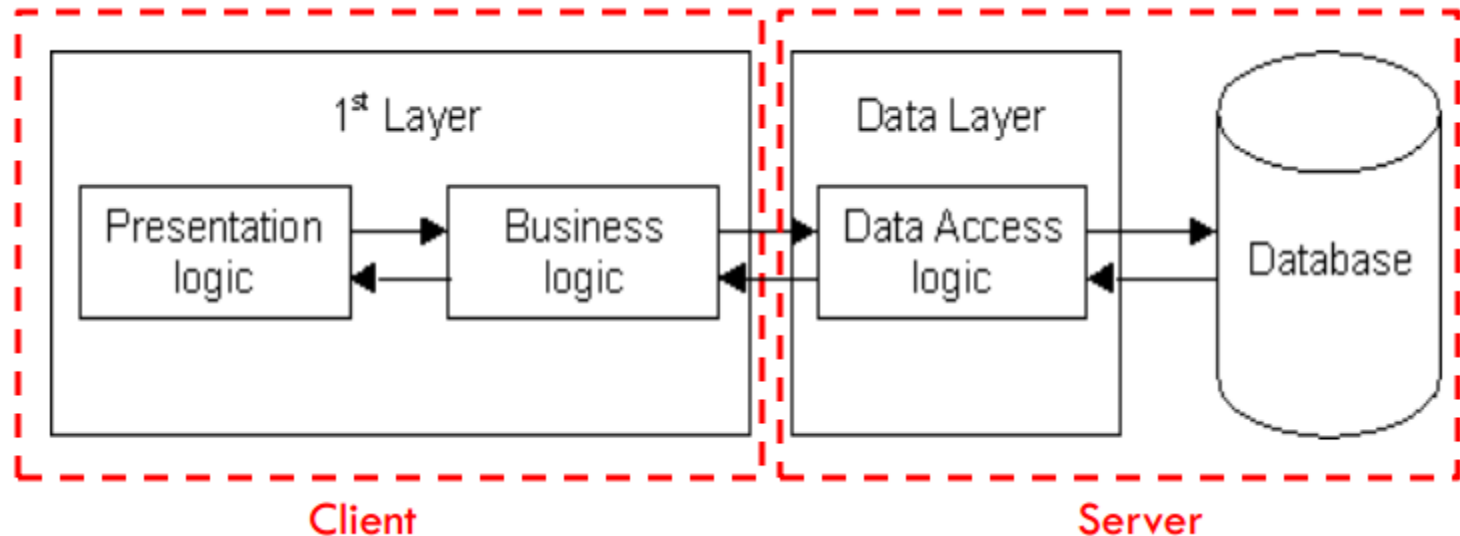 1st Layer
Presentation
logic
Business
logic
Data Layer
Data Access
logic
Database
Client
Server